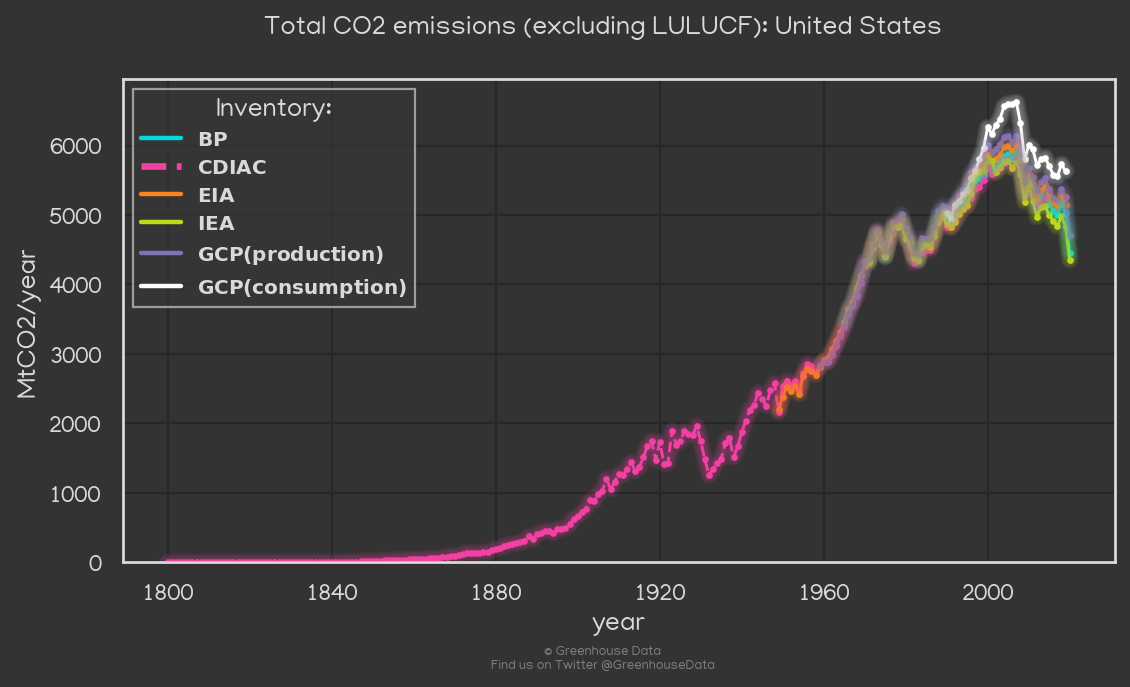 Total CO2 emissions (excluding LULUCF): United States
Inventory:
BP
CDIAC
EIA
IEA
GCP(production)
GCP(consumption)
MtCO2/year
6000
5000
4000
3000
2000
1000
0
1800 1840 1880 1920 1960 2000
year
© Greenhouse Data
Find us on Twitter @GreenhouseData